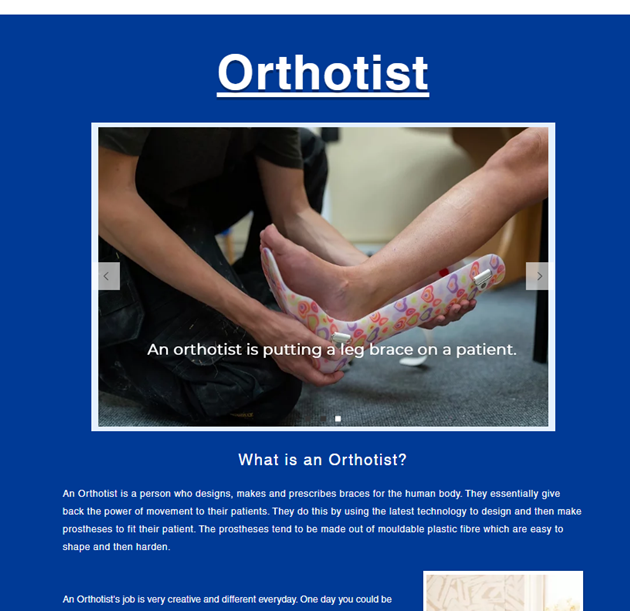 Orthotist
An orthotist is putting a leg brace on a patient.
What is an Orthotist?
An Orthotist is a person who designs, makes and prescribes braces for the human body. They essentially give
back the power of movement to their patients. They do this by using the latest technology to design and then make
prostheses to fit their patient. The prostheses tend to be made out of mouldable plastic fibre which are easy to
shape and then harden.
An Orthotist's job is very creative and different everyday. One day you could be